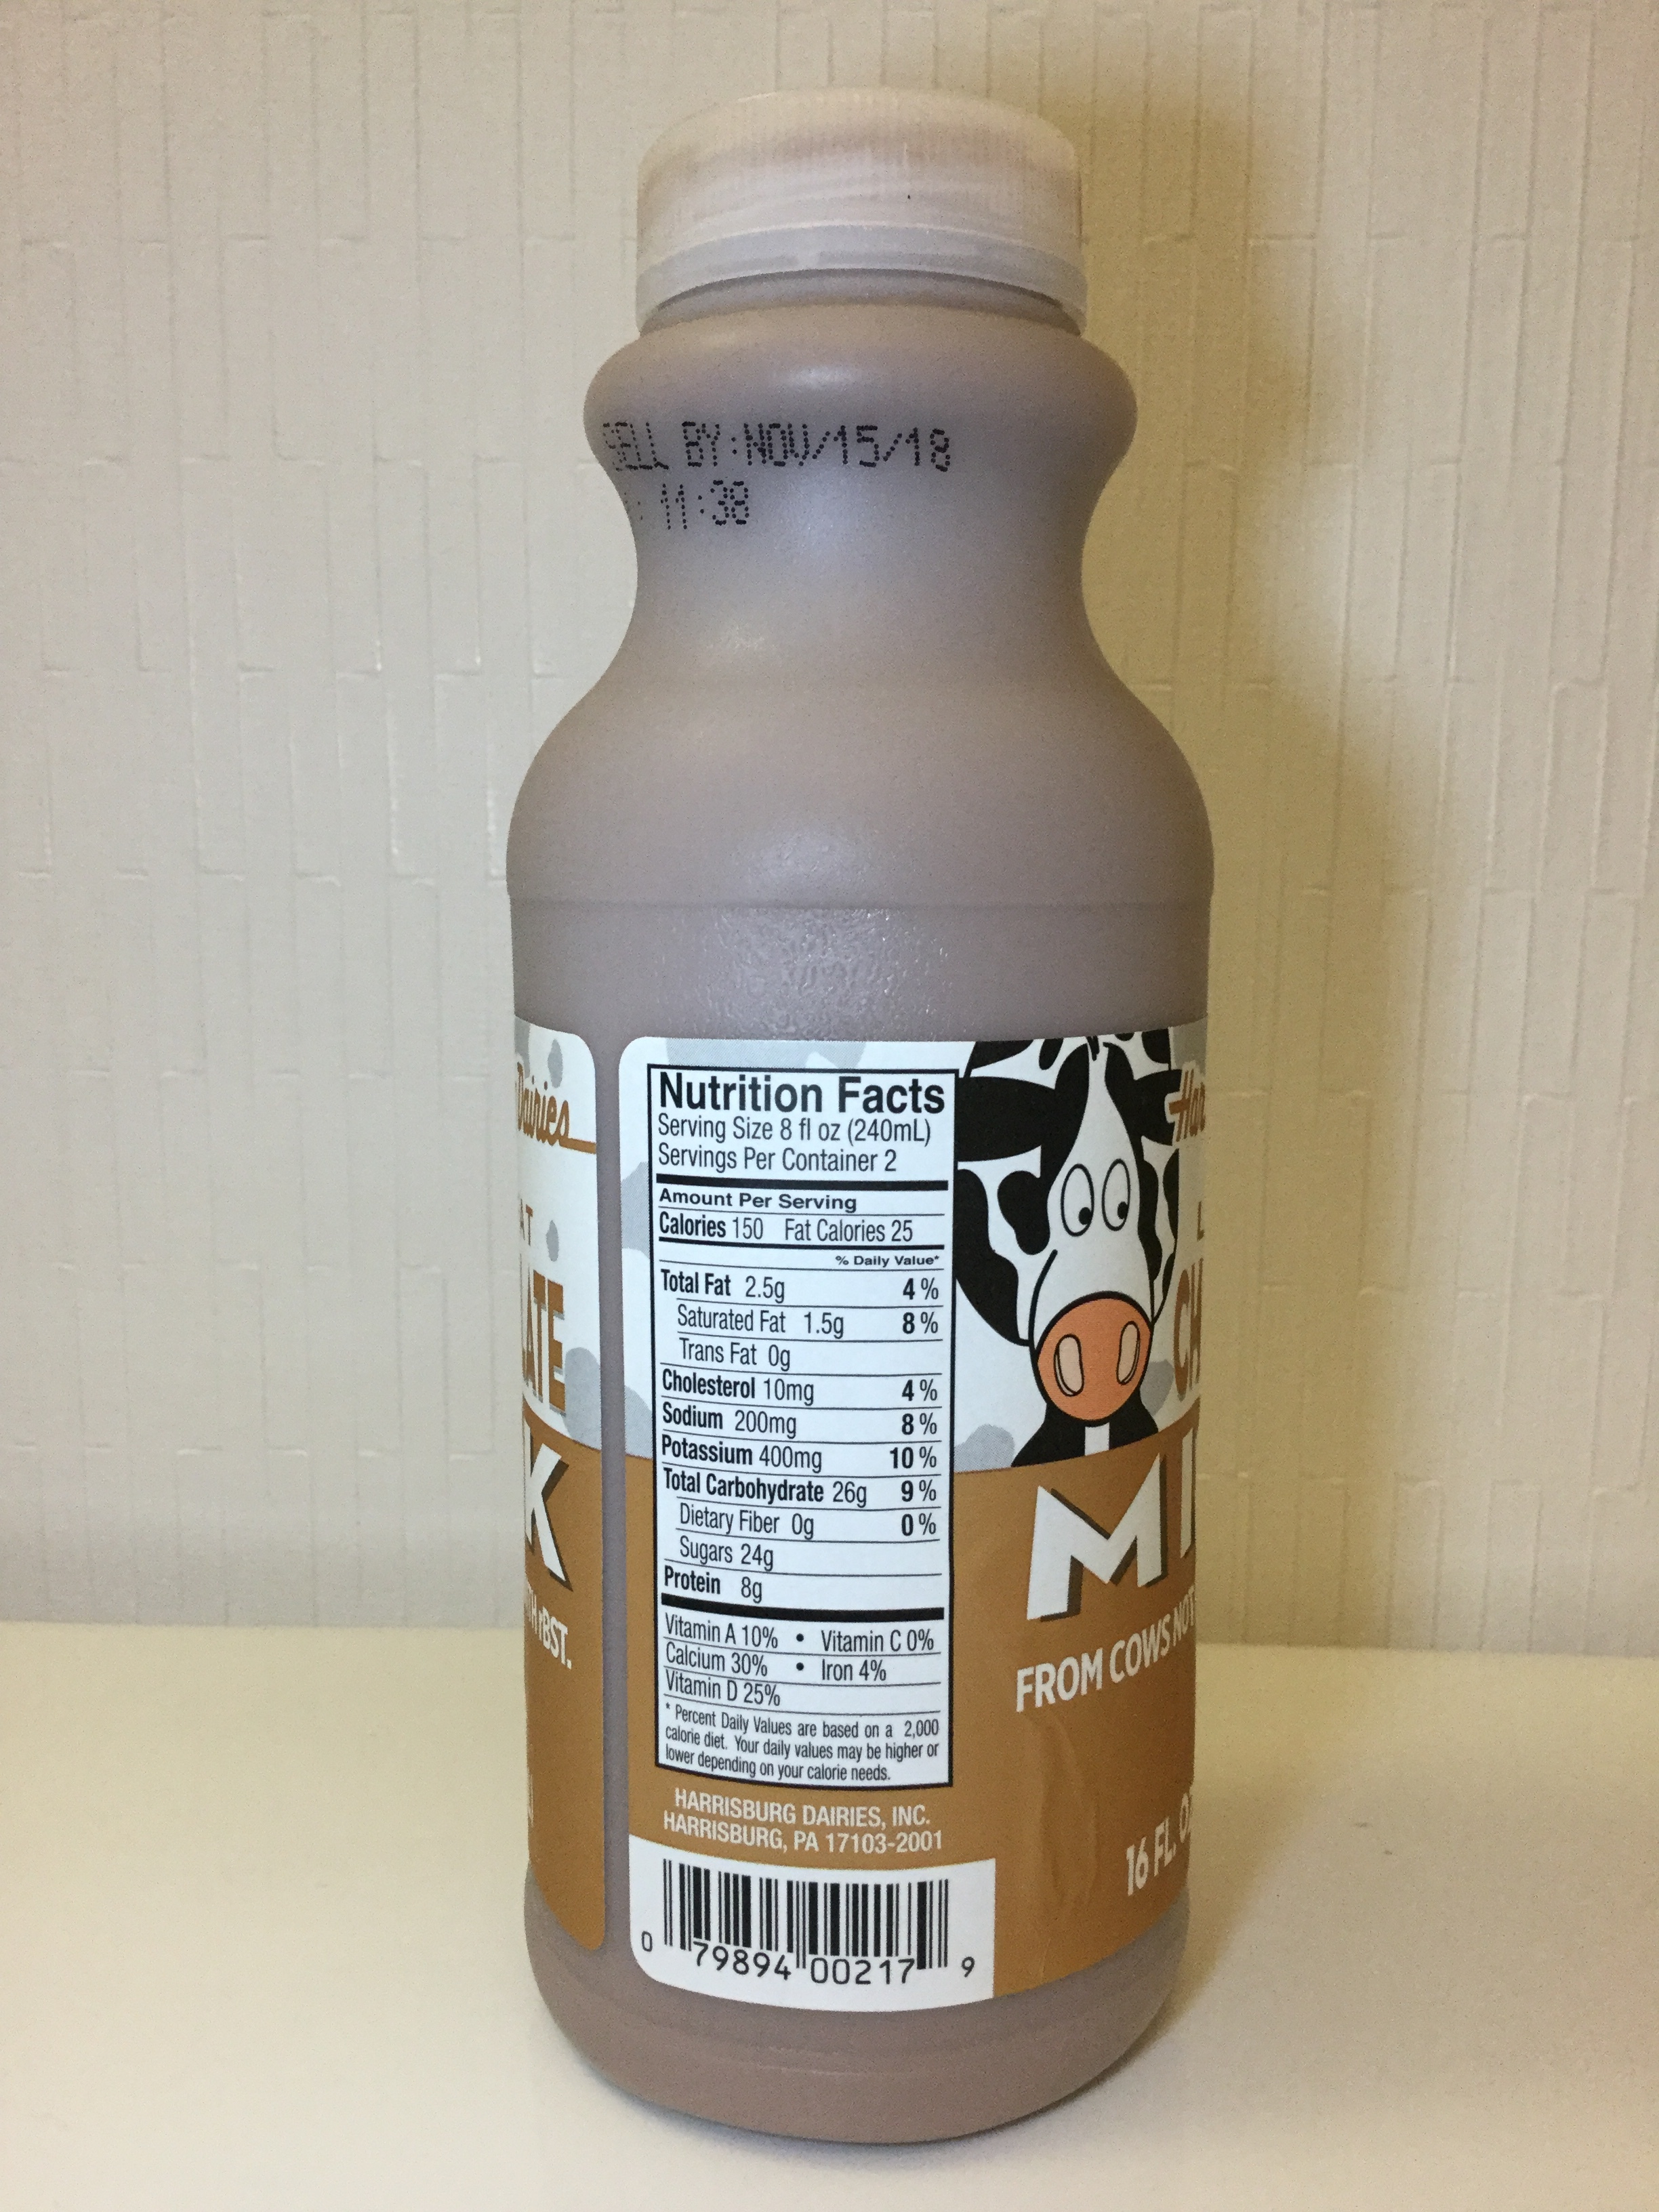 SELL BY:NOV/15/18
: 11:38
Dairies
ATE
K
rBST.
Nutrition Facts
Serving Size 8 fl oz (240mL)
Servings Per Container 2
Amount Per Serving
Calories 150 Fat Calories 25
% Daily Value*
Total Fat 2.5g 4 %
Saturated Fat 1.5g 8 %
Trans Fat 0g
Cholesterol 10mg 4 %
Sodium 200mg 8 %
Potassium 400mg 10 %
Total Carbohydrate 26g 9 %
Dietary Fiber 0g 0 %
Sugars 24g
Protein 8g
Vitamin A 10% • Vitamin C 0%
Calcium 30% • Iron 4%
Vitamin D 25%
* Percent Daily Values are based on a 2,000
calorie diet. Your daily values may be higher or
lower depending on your calorie needs.
HARRISBURG DAIRIES, INC.
HARRISBURG, PA 17103-2001
0 79894 00217 9
Har
L
CH
MI
FROM COWS NOT
16 FL. OZ